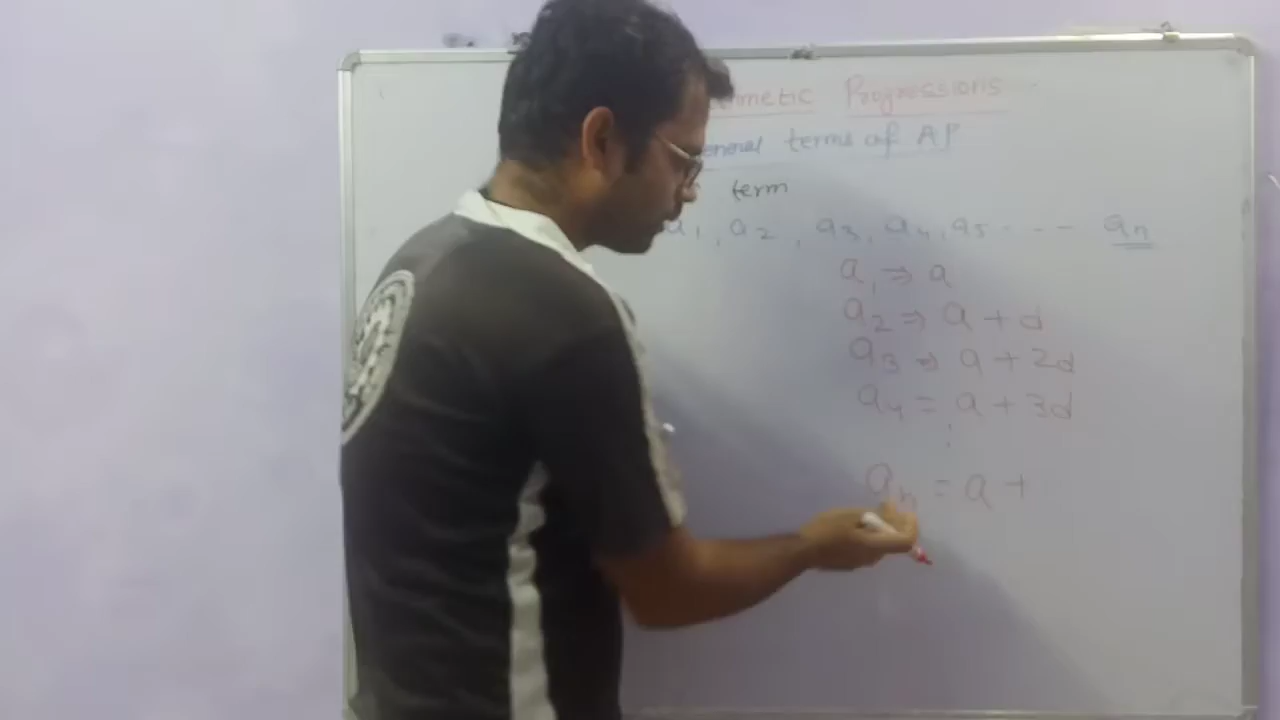 metic Progressions
eneral terms of AP
term
a1, a2, a3, a4, a5 ..... an
a1 ⇒ a
a2 ⇒ a + d
a3 ⇒ a + 2d
a4 = a + 3d
⋮
an = a +